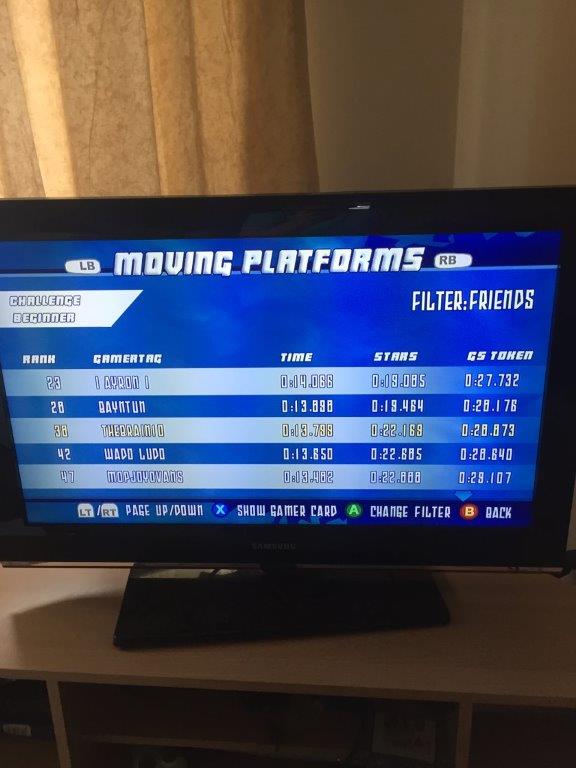 LB MOVING PLATFORMS RB
CHALLENGE
BEGINNER
FILTER:FRIENDS
RANK GAMERTAG TIME STARS GS TOKEN
23 I AYRON I 0:14.066 0:19.085 0:27.732
28 RAYNTUN 0:13.898 0:19.464 0:28.176
38 THEBRAIN10 0:13.799 0:22.169 0:28.873
42 WAPO LUPO 0:13.650 0:22.685 0:28.640
47 MOPJOYOVANS 0:13.482 0:22.888 0:29.107
LT/RT PAGE UP/DOWN X SHOW GAMER CARD A CHANGE FILTER B BACK
SAMSUNG